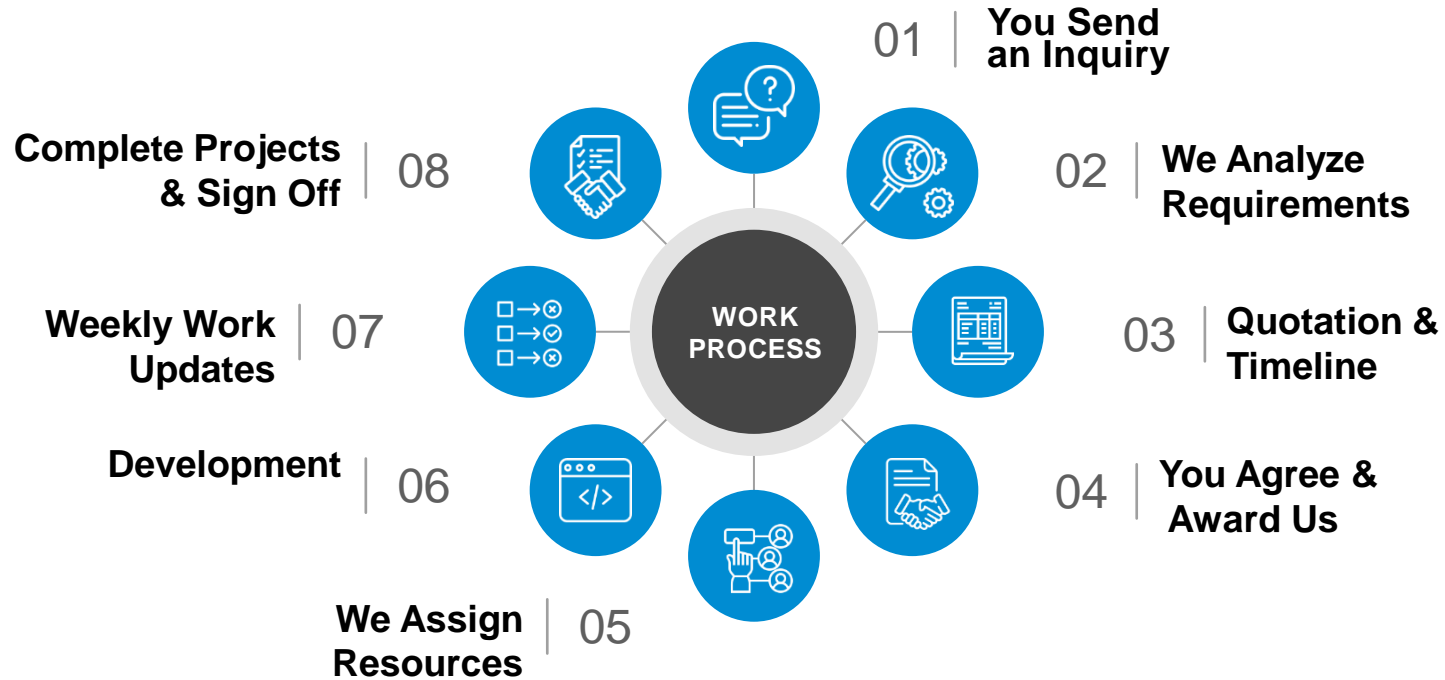 01
You Send
an Inquiry
02
We Analyze
Requirements
03
Quotation &
Timeline
04
You Agree &
Award Us
05
We Assign
Resources
06
Development
07
Weekly Work
Updates
08
Complete Projects
& Sign Off
WORK
PROCESS
?
</>